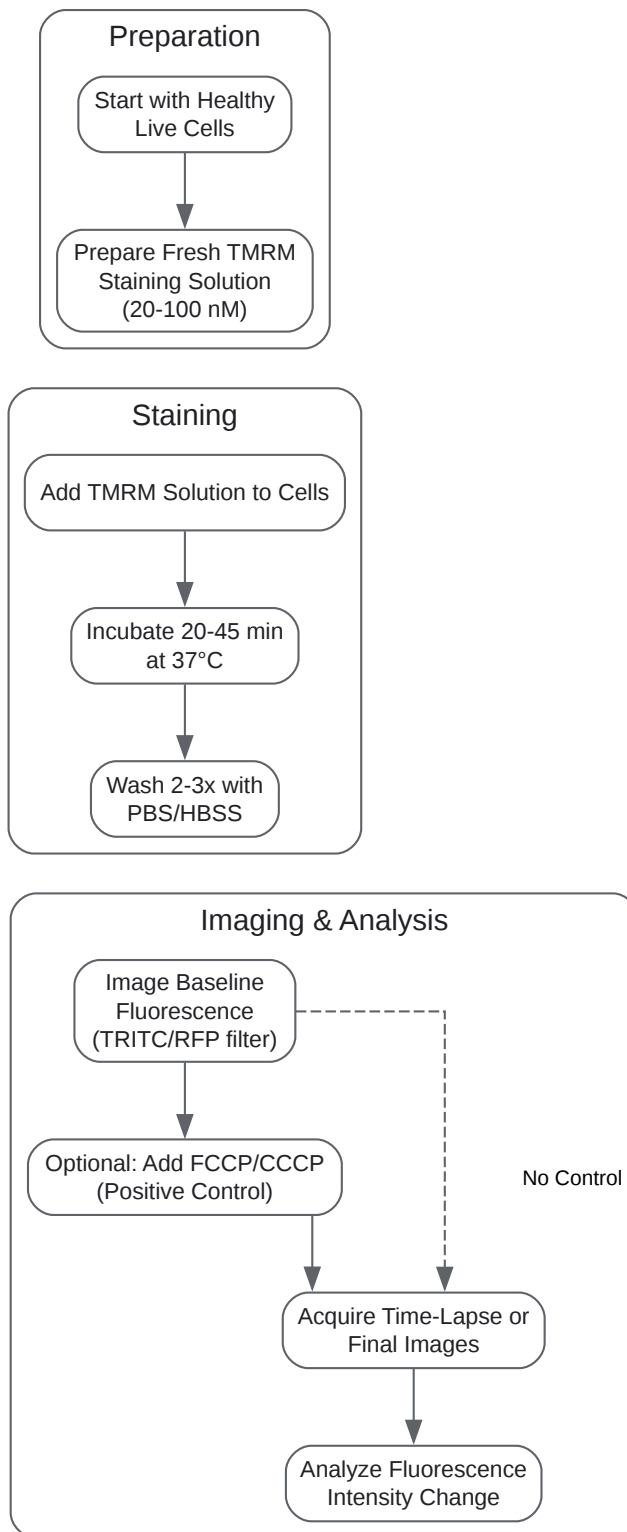 Preparation
Start with Healthy
Live Cells
Prepare Fresh TMRM
Staining Solution
(20-100 nM)
Staining
Add TMRM Solution to Cells
Incubate 20-45 min
at 37°C
Wash 2-3x with
PBS/HBSS
Imaging & Analysis
Image Baseline
Fluorescence
(TRITC/RFP filter)
Optional: Add FCCP/CCCP
(Positive Control)
No Control
Acquire Time-Lapse or
Final Images
Analyze Fluorescence
Intensity Change